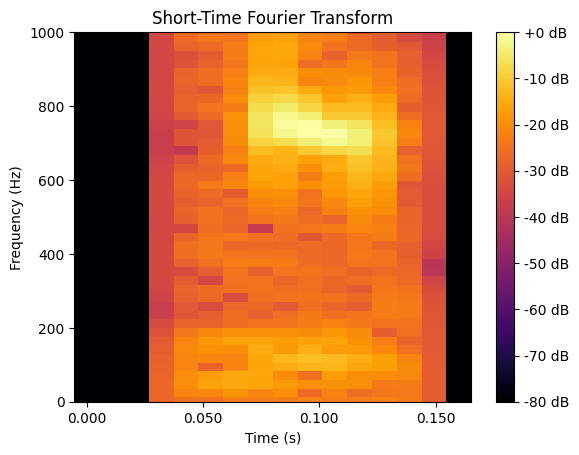 Short-Time Fourier Transform
1000
800
600
400
200
0
Frequency (Hz)
0.000
0.050
0.100
0.150
Time (s)
+0 dB
-10 dB
-20 dB
-30 dB
-40 dB
-50 dB
-60 dB
-70 dB
-80 dB